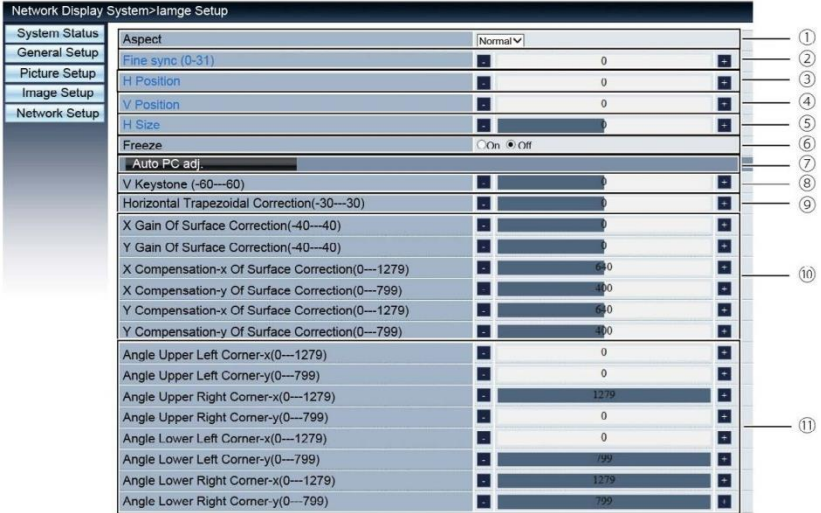 Network Display System>Iamge Setup
System Status
General Setup
Picture Setup
Image Setup
Network Setup
Aspect Normal ①
Fine sync (0-31) - 0 + ②
H Position - 0 + ③
V Position - 0 + ④
H Size - 0 + ⑤
Freeze On Off ⑥
Auto PC adj. ⑦
V Keystone (-60---60) - 0 + ⑧
Horizontal Trapezoidal Correction(-30---30) - 0 + ⑨
X Gain Of Surface Correction(-40---40) - 0 +
Y Gain Of Surface Correction(-40---40) - 0 +
X Compensation-x Of Surface Correction(0---1279) - 640 + ⑩
X Compensation-y Of Surface Correction(0---799) - 400 +
Y Compensation-x Of Surface Correction(0---1279) - 640 +
Y Compensation-y Of Surface Correction(0---799) - 400 +
Angle Upper Left Corner-x(0---1279) - 0 +
Angle Upper Left Corner-y(0---799) - 0 +
Angle Upper Right Corner-x(0---1279) - 1279 +
Angle Upper Right Corner-y(0---799) - 0 + ⑪
Angle Lower Left Corner-x(0---1279) - 0 +
Angle Lower Left Corner-y(0---799) - 799 +
Angle Lower Right Corner-x(0---1279) - 1279 +
Angle Lower Right Corner-y(0---799) - 799 +